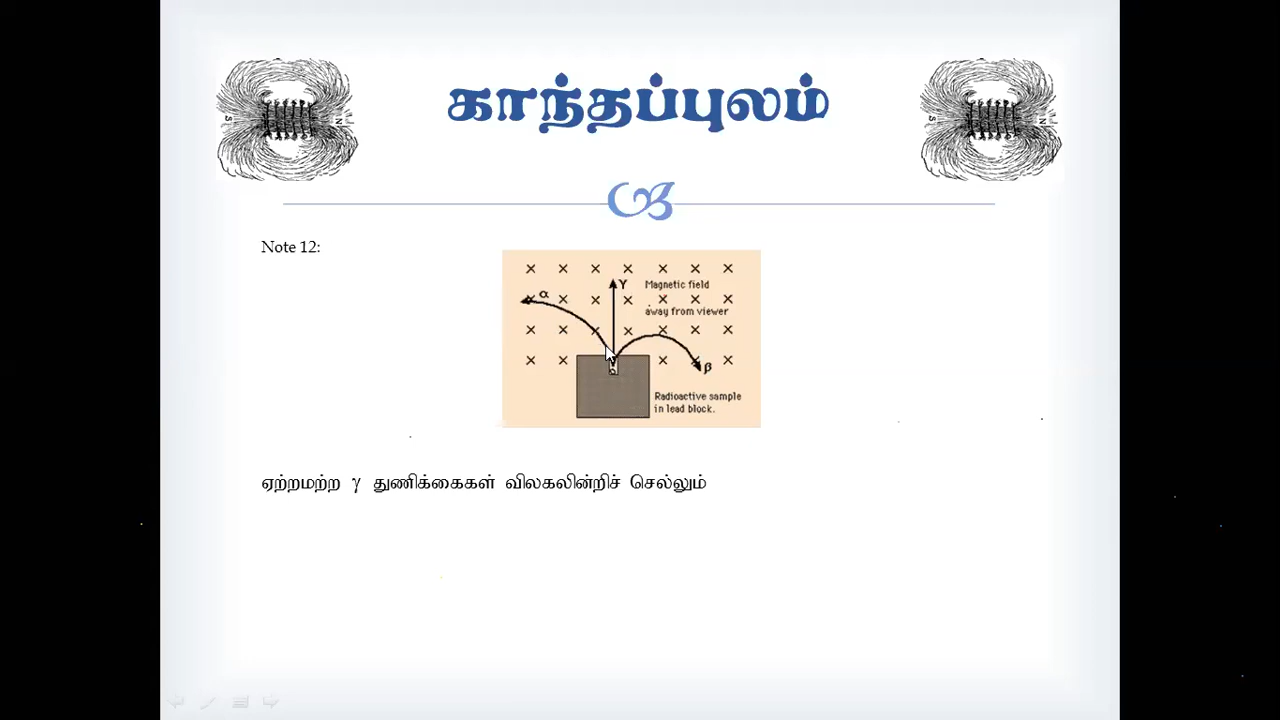 காந்தப்புலம்
S
N
S
N
Note 12:
α
γ
Magnetic field
away from viewer
β
Radioactive sample
in lead block.
ஏற்றமற்ற γ துணிக்கைகள் விலகலின்றிச் செல்லும்